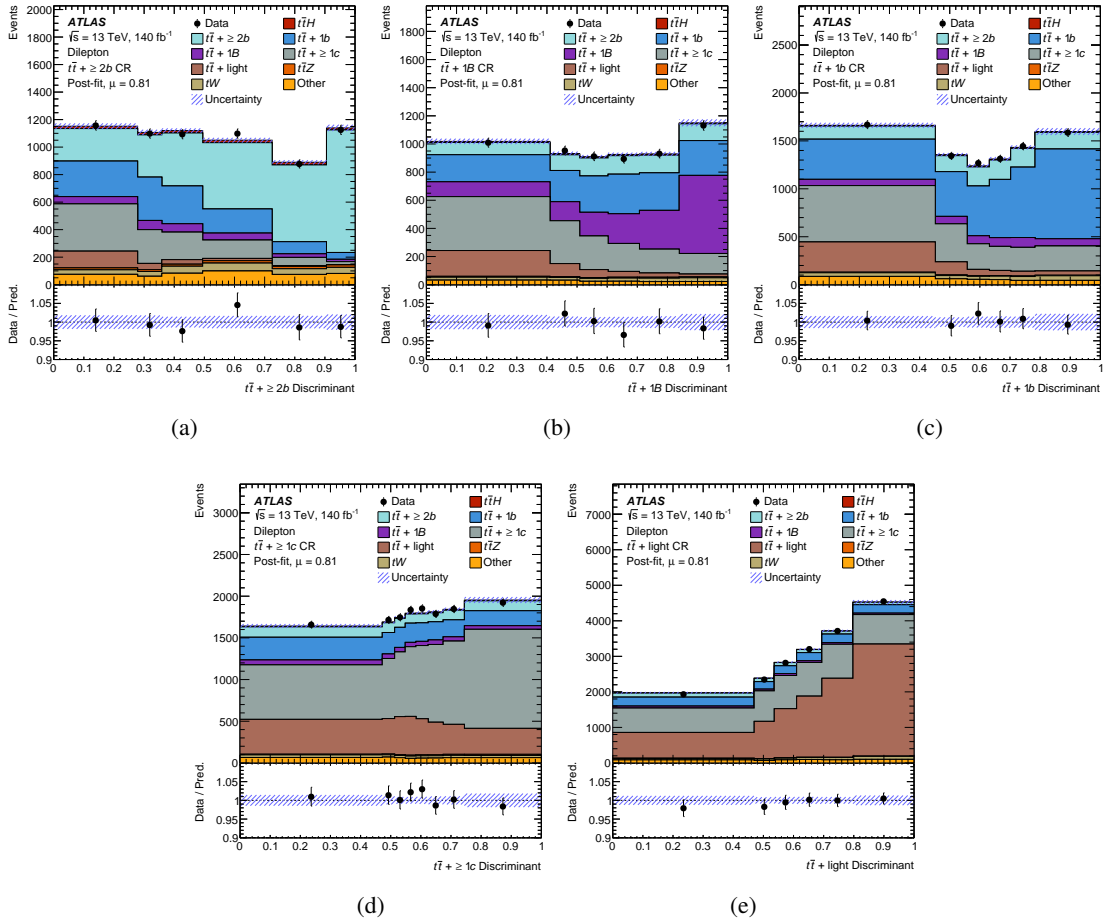 Events
2000
1800
1600
1400
1200
1000
800
600
400
200
0
ATLAS
√s = 13 TeV, 140 fb⁻¹
Dilepton
tt̄ + ≥ 2b CR
Post-fit, μ = 0.81
Data
tt̄H
tt̄ + ≥ 2b
tt̄ + 1b
tt̄ + 1B
tt̄ + ≥ 1c
tt̄ + light
tt̄Z
tW
Other
Uncertainty
Data / Pred.
1.05
1
0.95
0.9
0 0.1 0.2 0.3 0.4 0.5 0.6 0.7 0.8 0.9 1
tt̄ + ≥ 2b Discriminant
(a)
Events
1800
1600
1400
1200
1000
800
600
400
200
0
ATLAS
√s = 13 TeV, 140 fb⁻¹
Dilepton
tt̄ + 1B CR
Post-fit, μ = 0.81
Data
tt̄H
tt̄ + ≥ 2b
tt̄ + 1b
tt̄ + 1B
tt̄ + ≥ 1c
tt̄ + light
tt̄Z
tW
Other
Uncertainty
Data / Pred.
1.05
1
0.95
0.9
0 0.1 0.2 0.3 0.4 0.5 0.6 0.7 0.8 0.9 1
tt̄ + 1B Discriminant
(b)
Events
2500
2000
1500
1000
500
0
ATLAS
√s = 13 TeV, 140 fb⁻¹
Dilepton
tt̄ + 1b CR
Post-fit, μ = 0.81
Data
tt̄H
tt̄ + ≥ 2b
tt̄ + 1b
tt̄ + 1B
tt̄ + ≥ 1c
tt̄ + light
tt̄Z
tW
Other
Uncertainty
Data / Pred.
1.05
1
0.95
0.9
0 0.1 0.2 0.3 0.4 0.5 0.6 0.7 0.8 0.9 1
tt̄ + 1b Discriminant
(c)
Events
3000
2500
2000
1500
1000
500
0
ATLAS
√s = 13 TeV, 140 fb⁻¹
Dilepton
tt̄ + ≥ 1c CR
Post-fit, μ = 0.81
Data
tt̄H
tt̄ + ≥ 2b
tt̄ + 1b
tt̄ + 1B
tt̄ + ≥ 1c
tt̄ + light
tt̄Z
tW
Other
Uncertainty
Data / Pred.
1.05
1
0.95
0.9
0 0.1 0.2 0.3 0.4 0.5 0.6 0.7 0.8 0.9 1
tt̄ + ≥ 1c Discriminant
(d)
Events
7000
6000
5000
4000
3000
2000
1000
0
ATLAS
√s = 13 TeV, 140 fb⁻¹
Dilepton
tt̄ + light CR
Post-fit, μ = 0.81
Data
tt̄H
tt̄ + ≥ 2b
tt̄ + 1b
tt̄ + 1B
tt̄ + ≥ 1c
tt̄ + light
tt̄Z
tW
Other
Uncertainty
Data / Pred.
1.05
1
0.95
0.9
0 0.1 0.2 0.3 0.4 0.5 0.6 0.7 0.8 0.9 1
tt̄ + light Discriminant
(e)